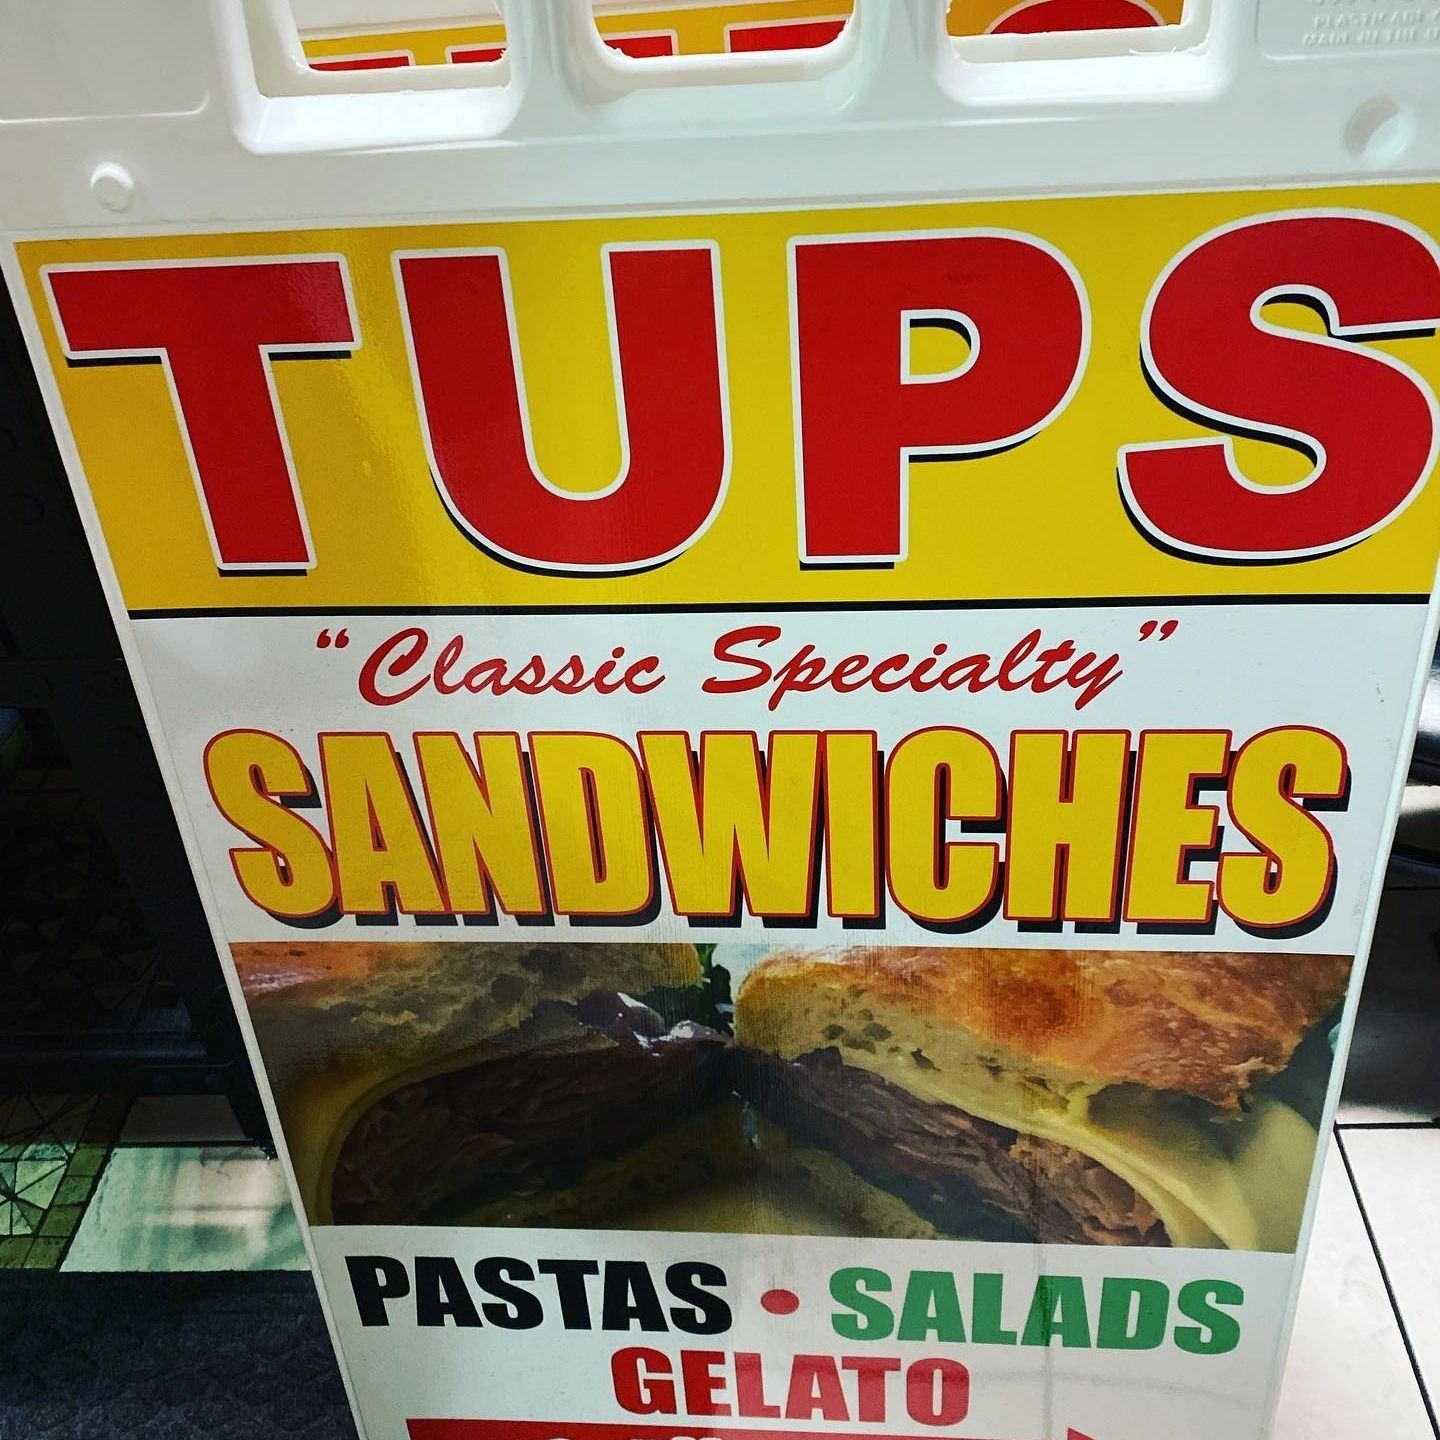 TUPS
“Classic Specialty”
SANDWICHES
PASTAS • SALADS
GELATO